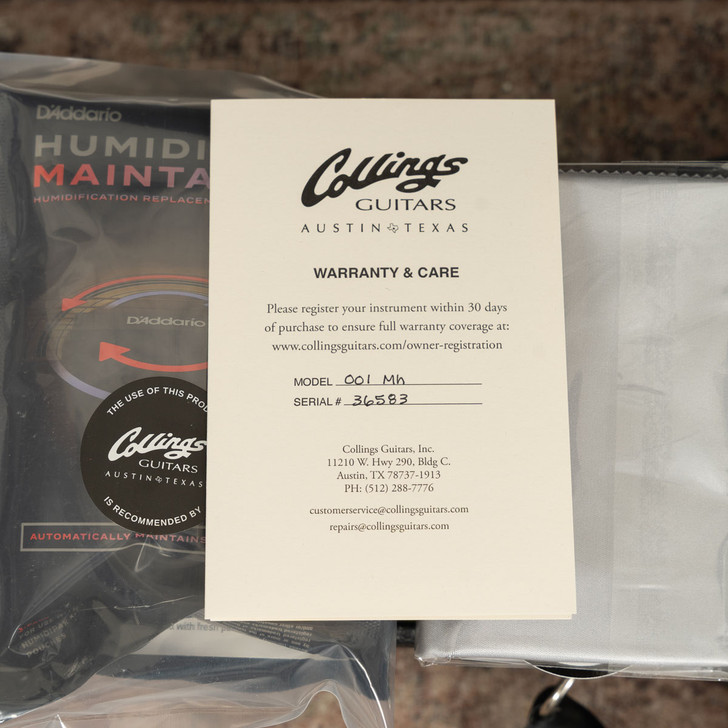 D'Addario
HUMIDI
MAINTA
HUMIDIFICATION REPLACEM
D'Addario
THE USE OF THIS PROD
Collings
GUITARS
AUSTIN TEXAS
IS RECOMMENDED BY
AUTOMATICALLY MAINTAINS
with fresh
Collings
GUITARS
AUSTIN TEXAS
WARRANTY & CARE
Please register your instrument within 30 days
of purchase to ensure full warranty coverage at:
www.collingsguitars.com/owner-registration
MODEL 001 Mh
SERIAL # 36583
Collings Guitars, Inc.
11210 W. Hwy 290, Bldg C.
Austin, TX 78737-1913
PH: (512) 288-7776
customerservice@collingsguitars.com
repairs@collingsguitars.com